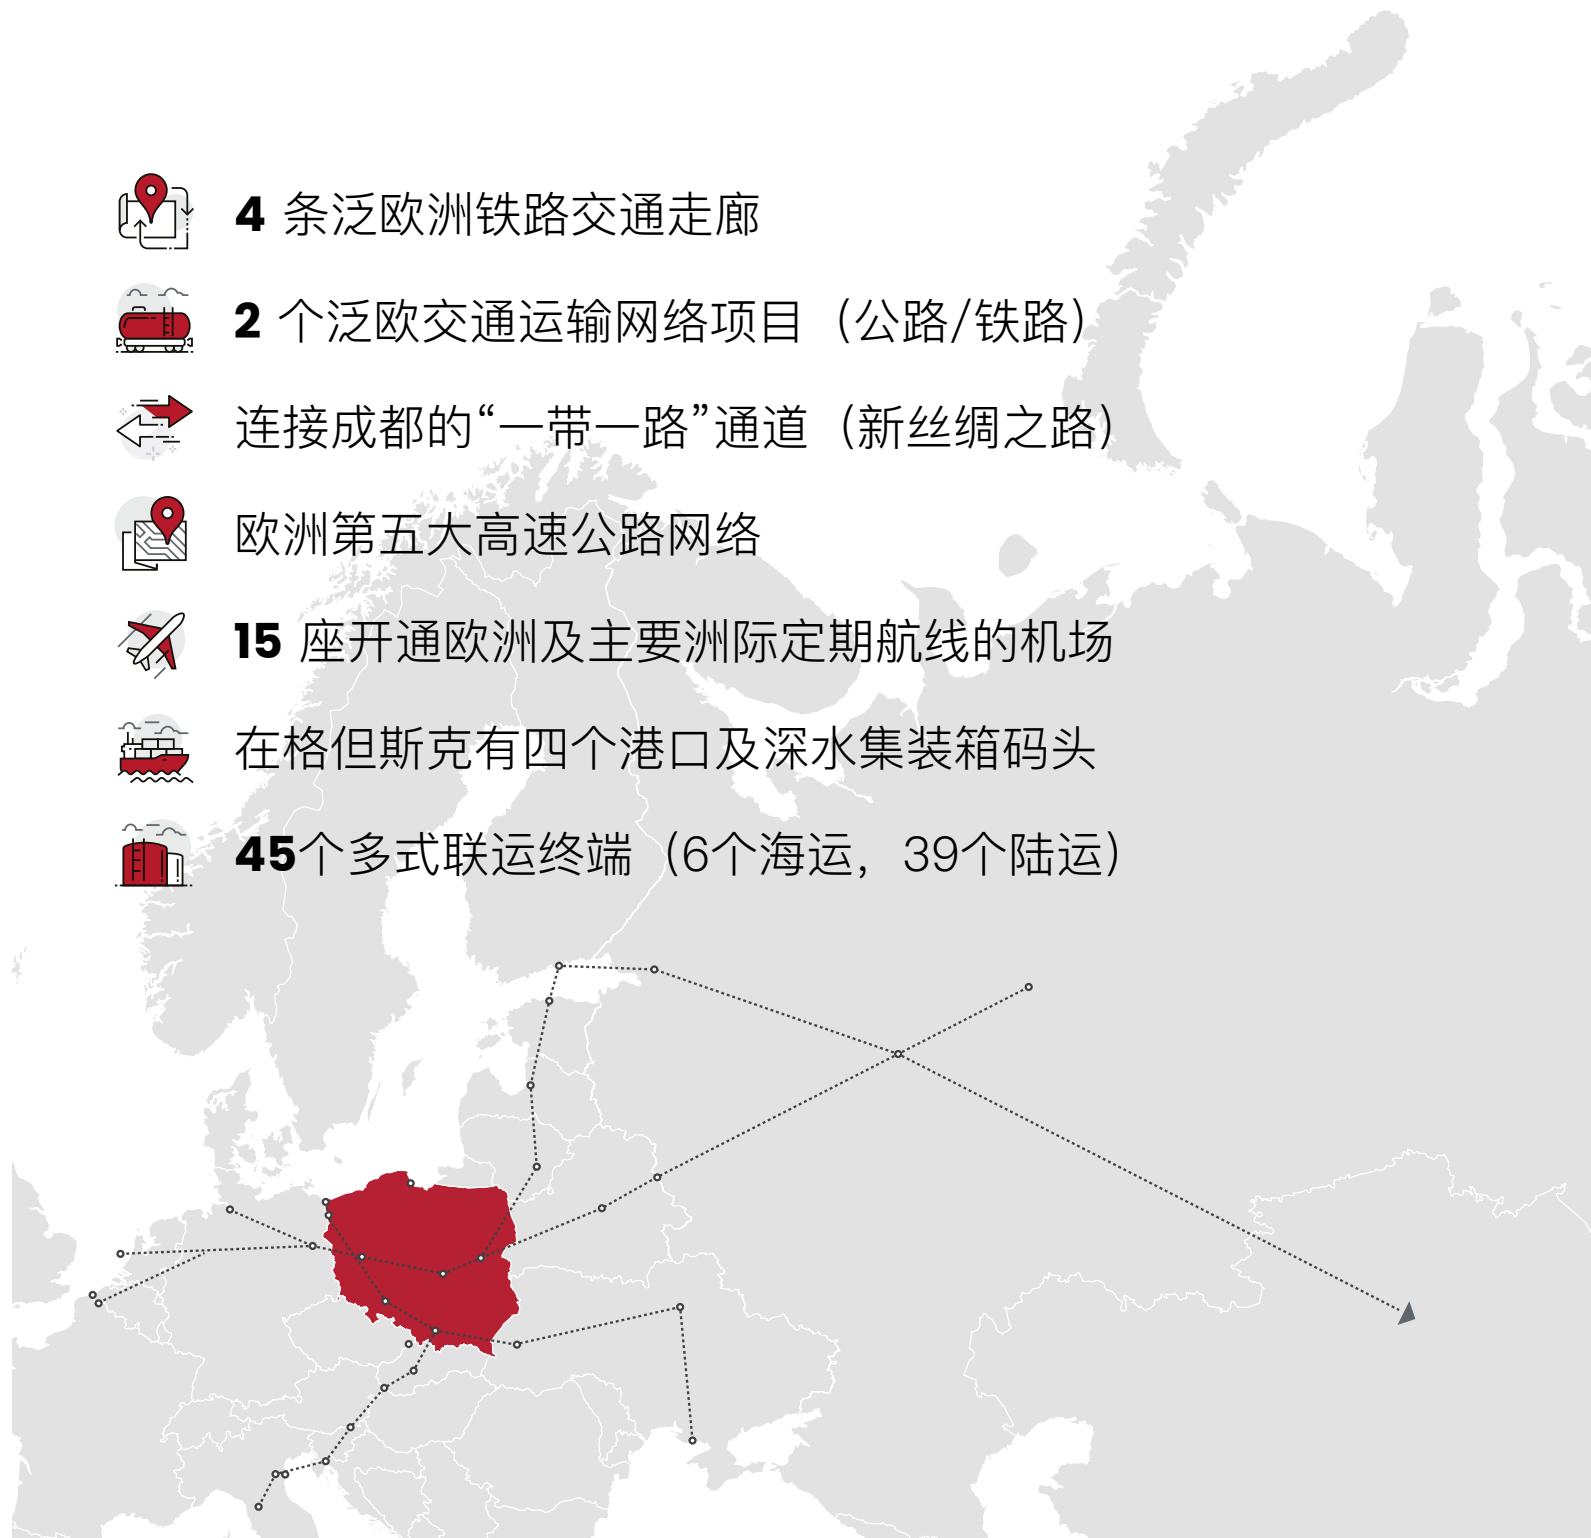 4 条泛欧洲铁路交通走廊
2 个泛欧交通运输网络项目（公路/铁路）
连接成都的“一带一路”通道（新丝绸之路）
欧洲第五大高速公路网络
15 座开通欧洲及主要洲际定期航线的机场
在格但斯克有四个港口及深水集装箱码头
45个多式联运终端（6个海运，39个陆运）